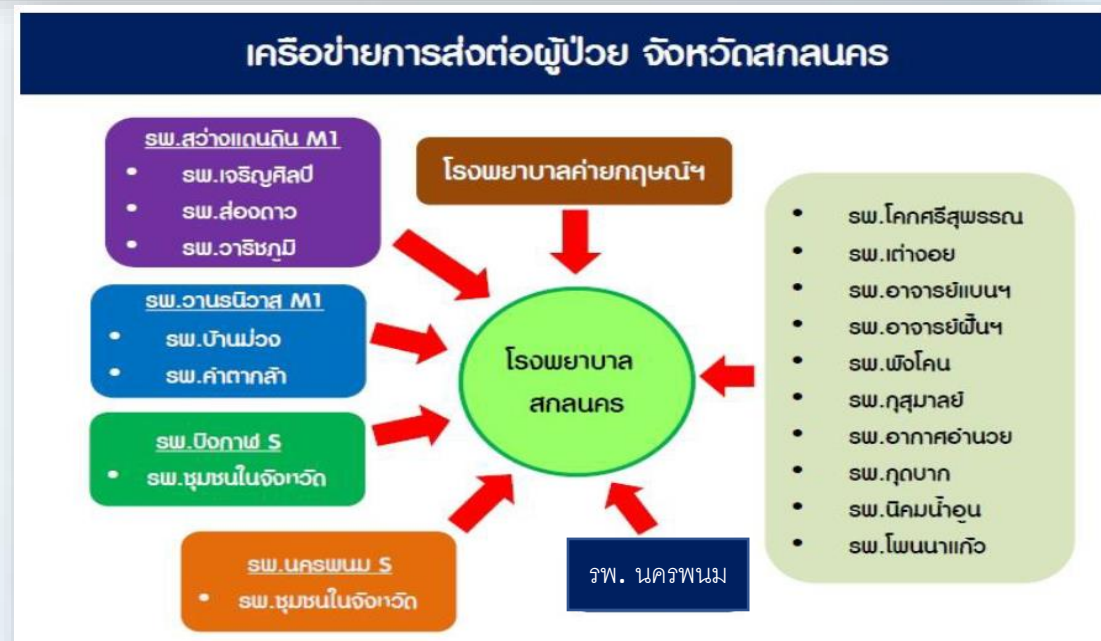 เครือข่ายการส่งต่อผู้ป่วย จังหวัดสกลนคร
รพ.สว่างแดนดิน M1
• รพ.เจริญศิลป์
• รพ.ส่องดาว
• รพ.วาริชภูมิ
โรงพยาบาลค่ายกฤษณ์ฯ
• รพ.โคกศรีสุพรรณ
• รพ.เต่างอย
• รพ.อาจารย์แบนฯ
• รพ.อาจารย์ฝั้นฯ
• รพ.พังโคน
• รพ.กุสุมาลย์
• รพ.อากาศอำนวย
• รพ.กุดบาก
• รพ.นิคมน้ำอูน
• รพ.โพนนาแก้ว
รพ.วานรนิวาส M1
• รพ.บ้านม่วง
• รพ.คำตากล้า
โรงพยาบาล
สกลนคร
รพ.บึงกาฬ S
• รพ.ชุมชนในจังหวัด
รพ.นครพนม S
• รพ.ชุมชนในจังหวัด
รพ. นครพนม